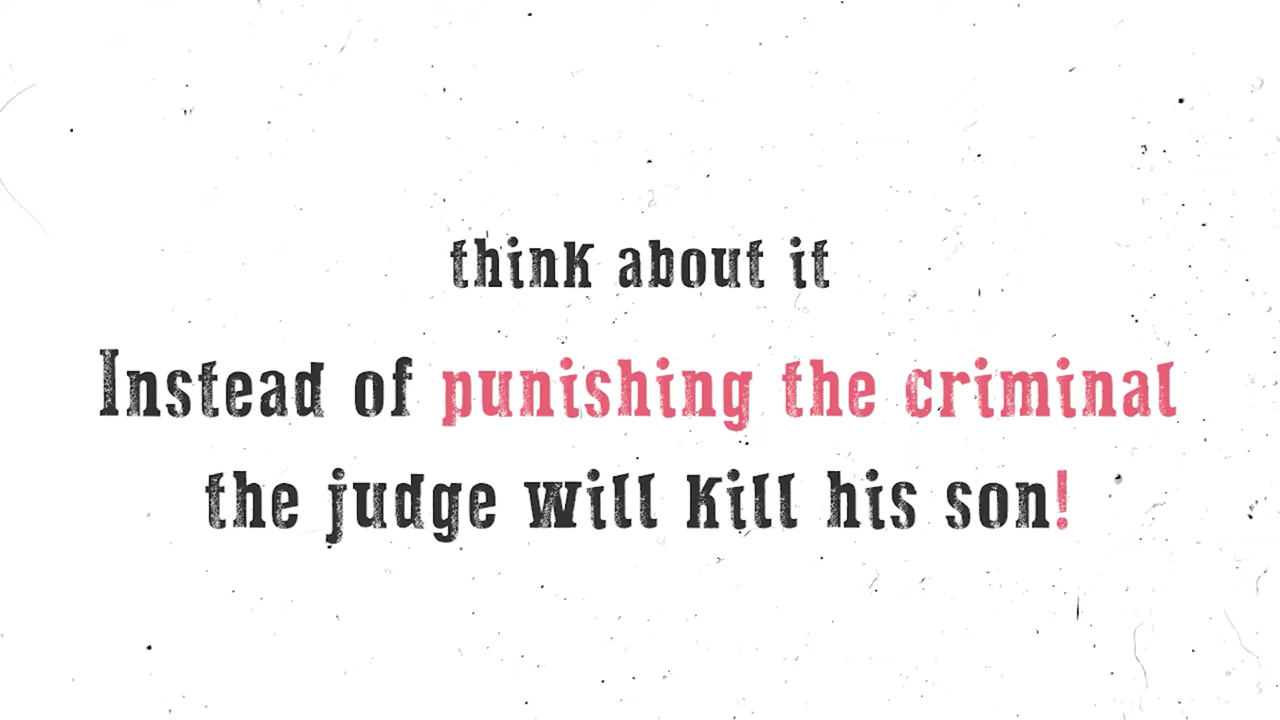 think about it
Instead of punishing the criminal
the judge will kill his son!